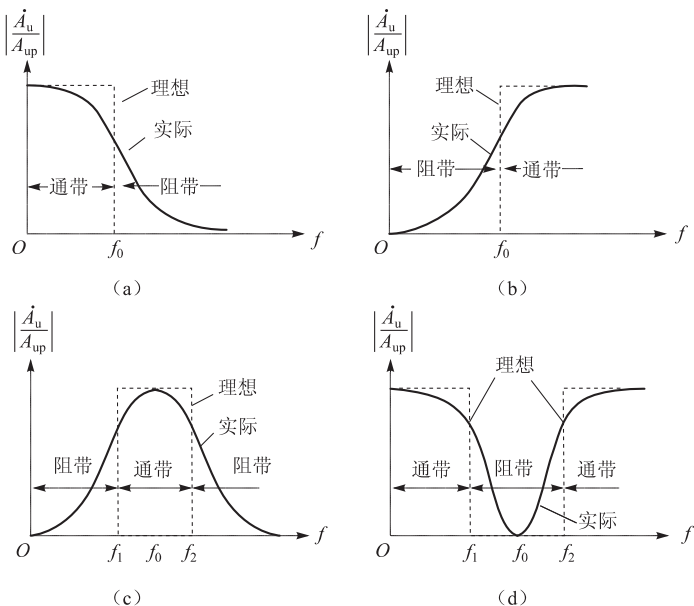 |Ȧu/Aup|
理想
实际
通带 阻带
O f0 f
（a）
|Ȧu/Aup|
理想
实际
阻带 通带
O f0 f
（b）
|Ȧu/Aup|
理想
实际
阻带 通带 阻带
O f1 f0 f2 f
（c）
|Ȧu/Aup|
理想
通带 阻带 通带
实际
O f1 f0 f2 f
（d）